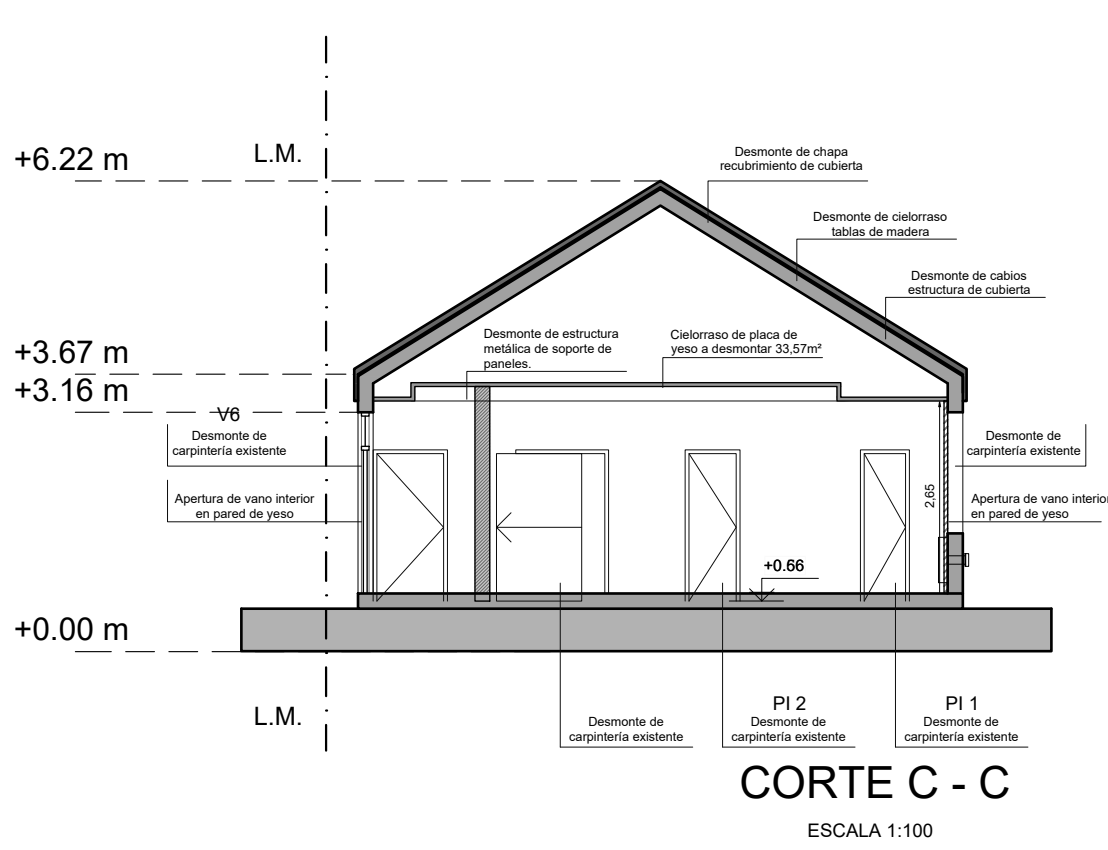 +6.22 m
L.M.
Desmonte de chapa
recubrimiento de cubierta
Desmonte de cielorraso
tablas de madera
Desmonte de cabios
estructura de cubierta
+3.67 m
+3.16 m
Desmonte de estructura
metálica de soporte de
paneles.
Cielorraso de placa de
yeso a desmontar 33,57m²
V6
Desmonte de
carpintería existente
Apertura de vano interior
en pared de yeso
Desmonte de
carpintería existente
2,65
Apertura de vano interior
en pared de yeso
+0.66
+0.00 m
L.M.
Desmonte de
carpintería existente
PI 2
Desmonte de
carpintería existente
PI 1
Desmonte de
carpintería existente
CORTE C - C
ESCALA 1:100